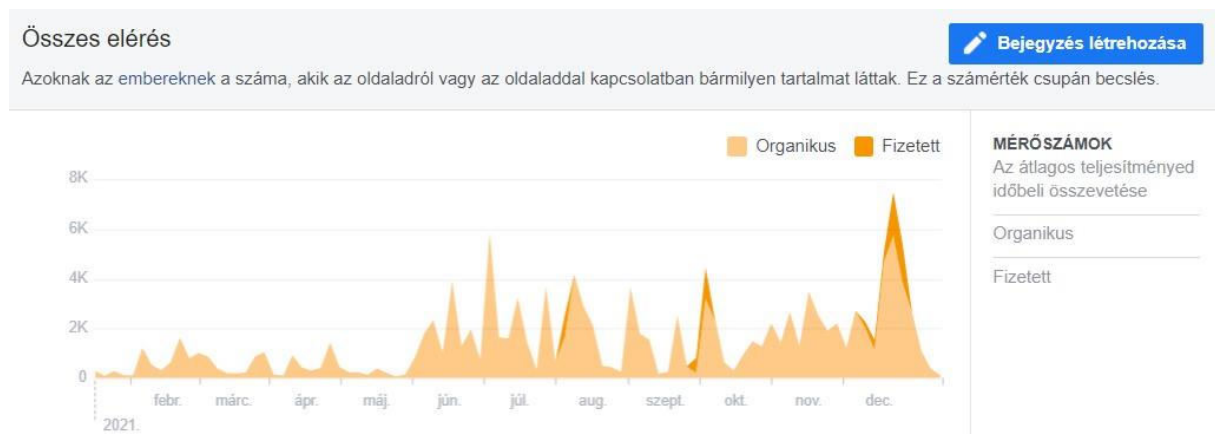 Összes elérés
Bejegyzés létrehozása
Azoknak az embereknek a száma, akik az oldaladról vagy az oldaladdal kapcsolatban bármilyen tartalmat láttak. Ez a számérték csupán becslés.
Organikus Fizetett
8K
6K
4K
2K
0
febr. márc. ápr. máj. jún. júl. aug. szept. okt. nov. dec.
2021.
MÉRŐSZÁMOK
Az átlagos teljesítményed
időbeli összevetése
Organikus
Fizetett